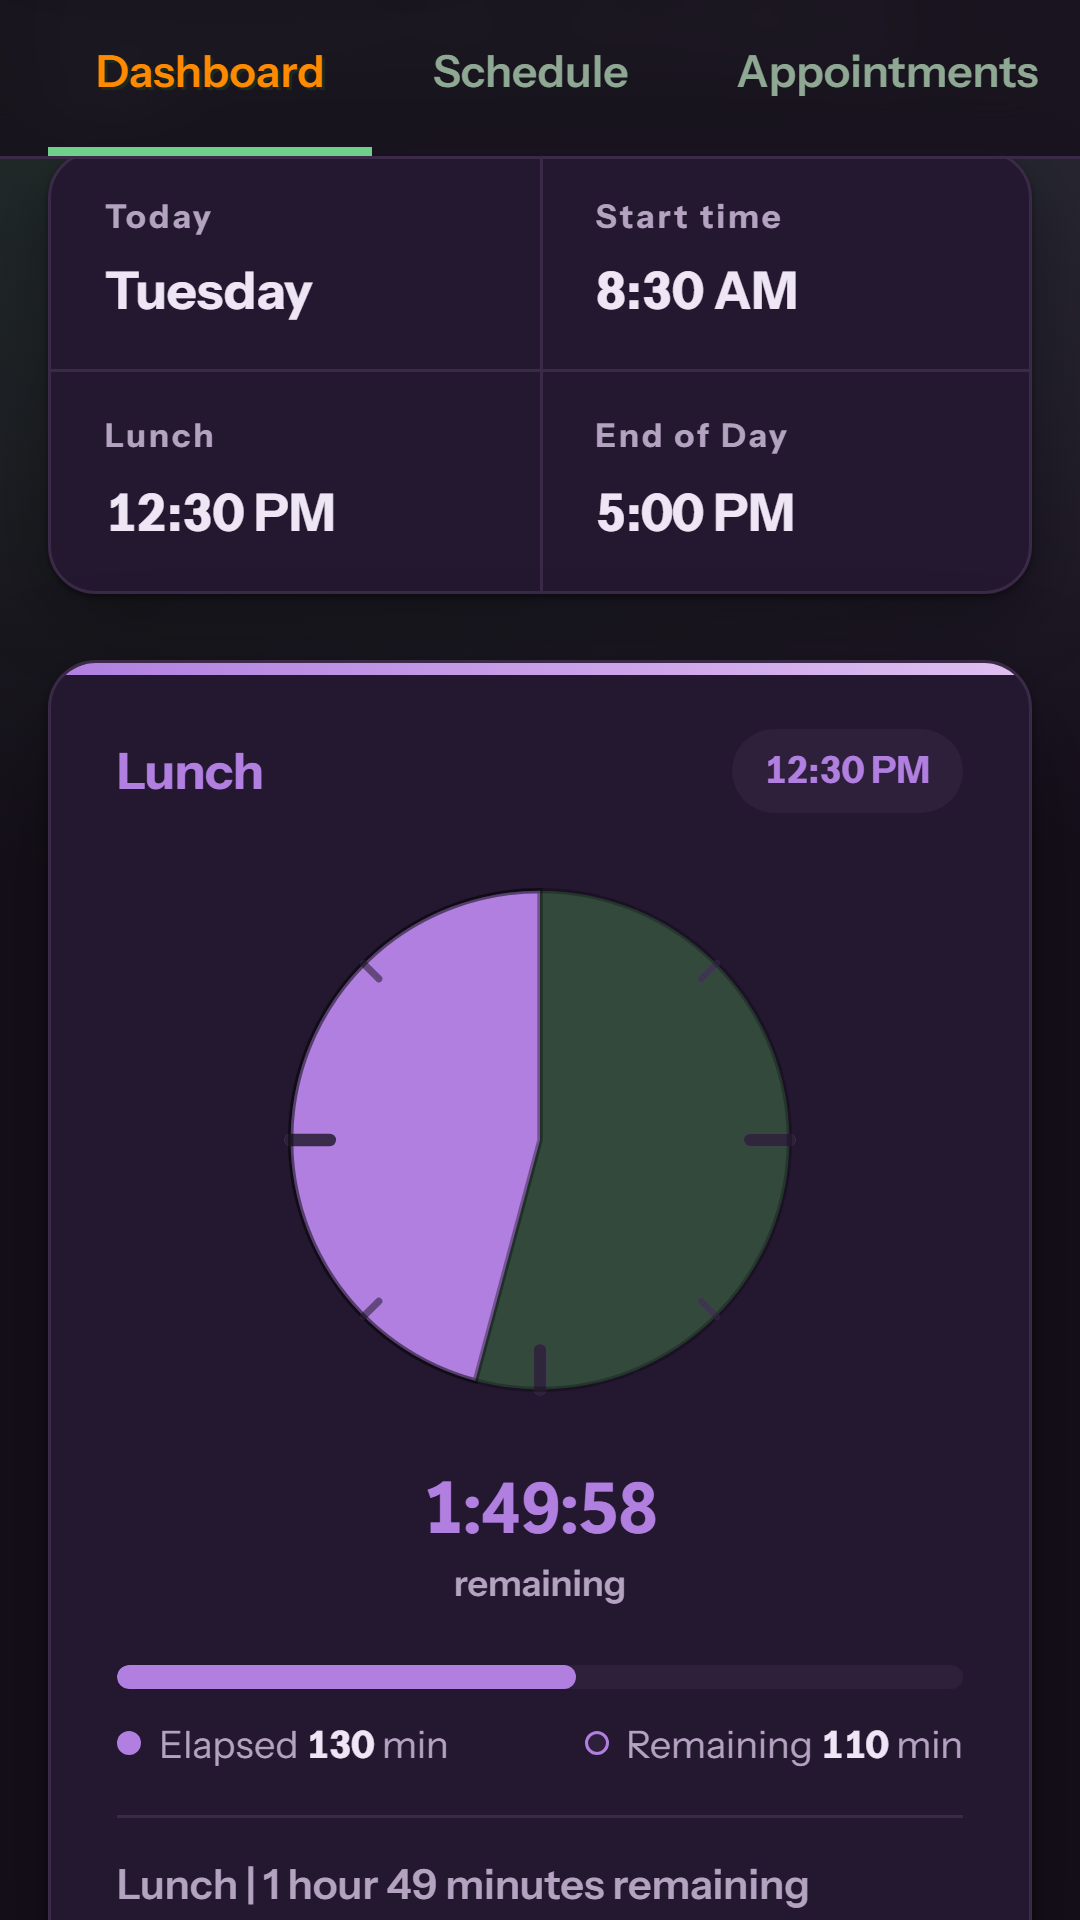 Dashboard Schedule Appointments
Today
Tuesday
Start time
8:30 AM
Lunch
12:30 PM
End of Day
5:00 PM
Lunch
12:30 PM
1:49:58
remaining
Elapsed 130 min
Remaining 110 min
Lunch | 1 hour 49 minutes remaining